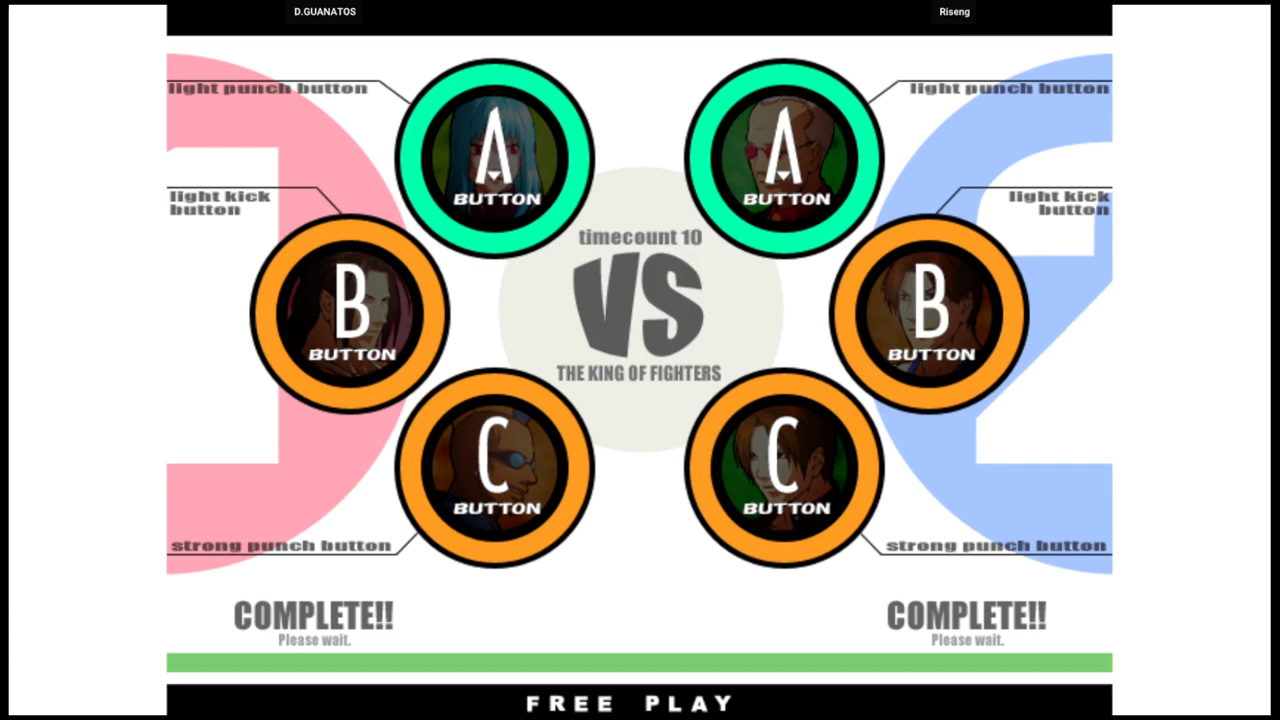 D.GUANATOS
Riseng
light punch button
light punch button
A
BUTTON
A
BUTTON
light kick
button
light kick
button
timecount 10
VS
THE KING OF FIGHTERS
B
BUTTON
B
BUTTON
C
BUTTON
C
BUTTON
strong punch button
strong punch button
COMPLETE!!
Please wait.
COMPLETE!!
Please wait.
FREE PLAY
1
2